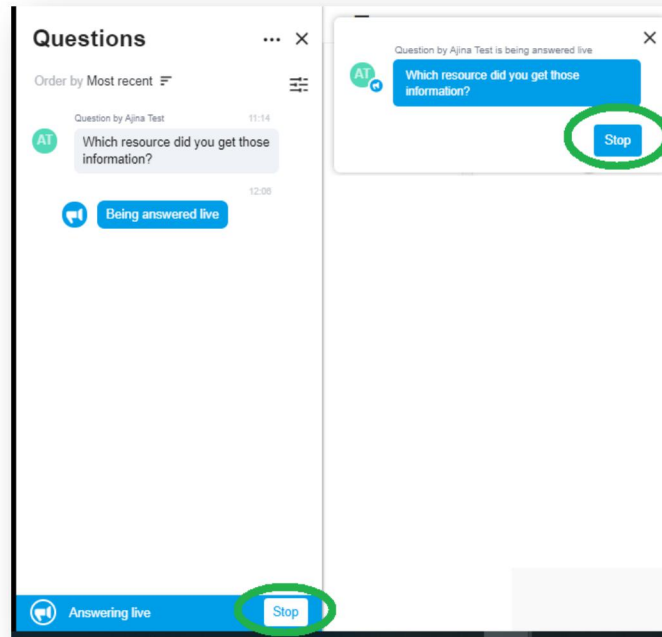 Questions
Order by Most recent
Question by Ajina Test 11:14
AT
Which resource did you get those
information?
12:08
Being answered live
Answering live
Stop
Question by Ajina Test is being answered live
AT
Which resource did you get those
information?
Stop